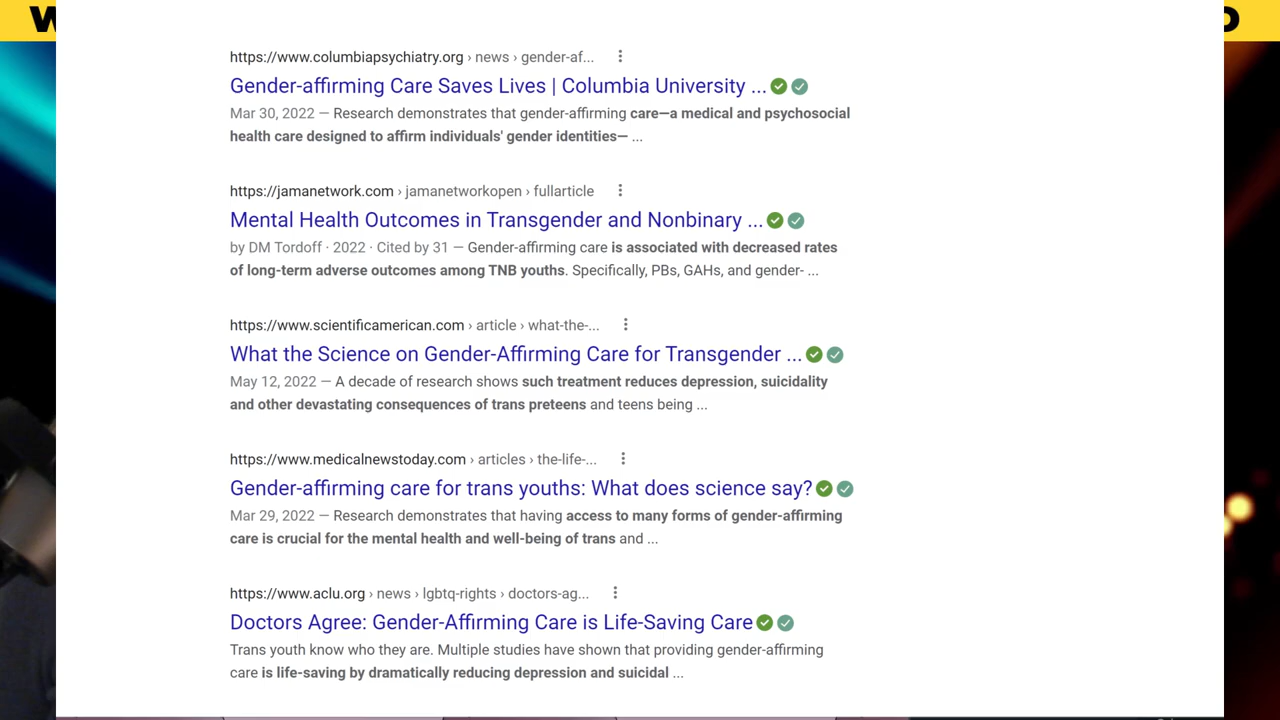 https://www.columbiapsychiatry.org › news › gender-af...
Gender-affirming Care Saves Lives | Columbia University ...
Mar 30, 2022 — Research demonstrates that gender-affirming care—a medical and psychosocial
health care designed to affirm individuals' gender identities— ...
https://jamanetwork.com › jamanetworkopen › fullarticle
Mental Health Outcomes in Transgender and Nonbinary ...
by DM Tordoff · 2022 · Cited by 31 — Gender-affirming care is associated with decreased rates
of long-term adverse outcomes among TNB youths. Specifically, PBs, GAHs, and gender- ...
https://www.scientificamerican.com › article › what-the-...
What the Science on Gender-Affirming Care for Transgender ...
May 12, 2022 — A decade of research shows such treatment reduces depression, suicidality
and other devastating consequences of trans preteens and teens being ...
https://www.medicalnewstoday.com › articles › the-life-...
Gender-affirming care for trans youths: What does science say?
Mar 29, 2022 — Research demonstrates that having access to many forms of gender-affirming
care is crucial for the mental health and well-being of trans and ...
https://www.aclu.org › news › lgbtq-rights › doctors-ag...
Doctors Agree: Gender-Affirming Care is Life-Saving Care
Trans youth know who they are. Multiple studies have shown that providing gender-affirming
care is life-saving by dramatically reducing depression and suicidal ...